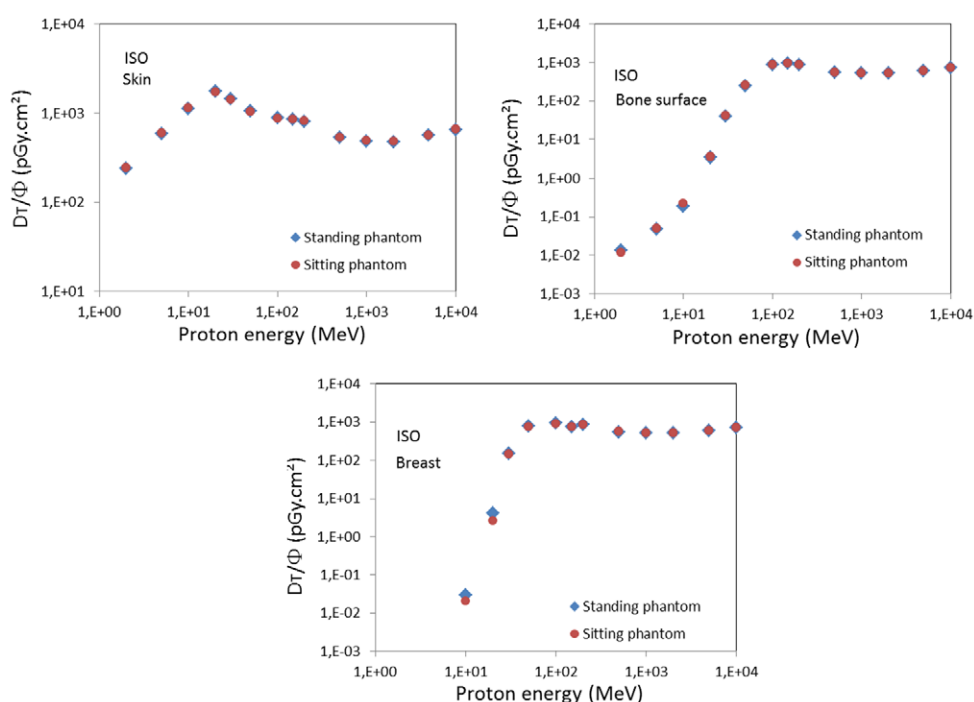 1,E+04
1,E+03
1,E+02
1,E+01
DT/Φ (pGy.cm²)
ISO
Skin
Standing phantom
Sitting phantom
1,E+00 1,E+01 1,E+02 1,E+03 1,E+04
Proton energy (MeV)
1,E+04
1,E+03
1,E+02
1,E+01
1,E+00
1,E-01
1,E-02
1,E-03
DT/Φ (pGy.cm²)
ISO
Bone surface
Standing phantom
Sitting phantom
1,E+00 1,E+01 1,E+02 1,E+03 1,E+04
Proton energy (MeV)
1,E+04
1,E+03
1,E+02
1,E+01
1,E+00
1,E-01
1,E-02
1,E-03
DT/Φ (pGy.cm²)
ISO
Breast
Standing phantom
Sitting phantom
1,E+00 1,E+01 1,E+02 1,E+03 1,E+04
Proton energy (MeV)